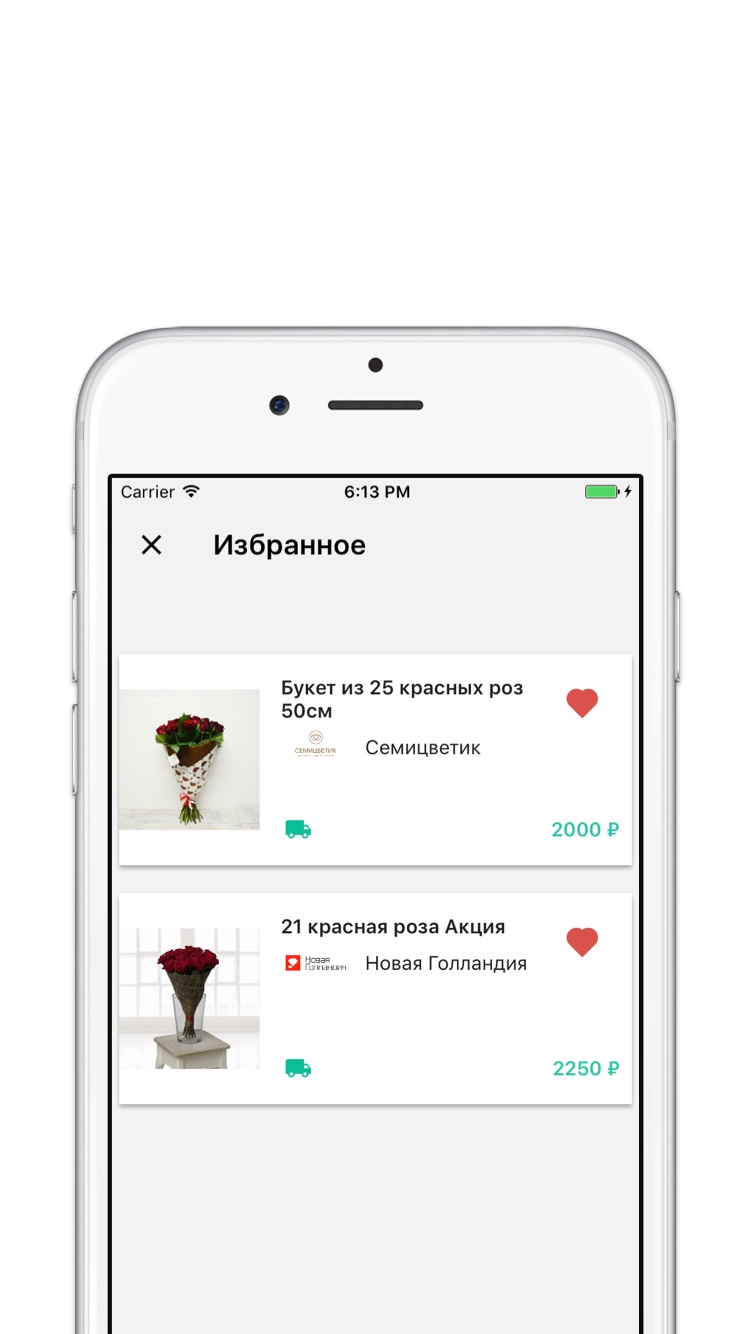 Carrier 6:13 PM
Избранное
Букет из 25 красных роз
50см
СЕМИЦВЕТИК Семицветик
2000 ₽
21 красная роза Акция
Новая
Голландия
Новая Голландия
2250 ₽